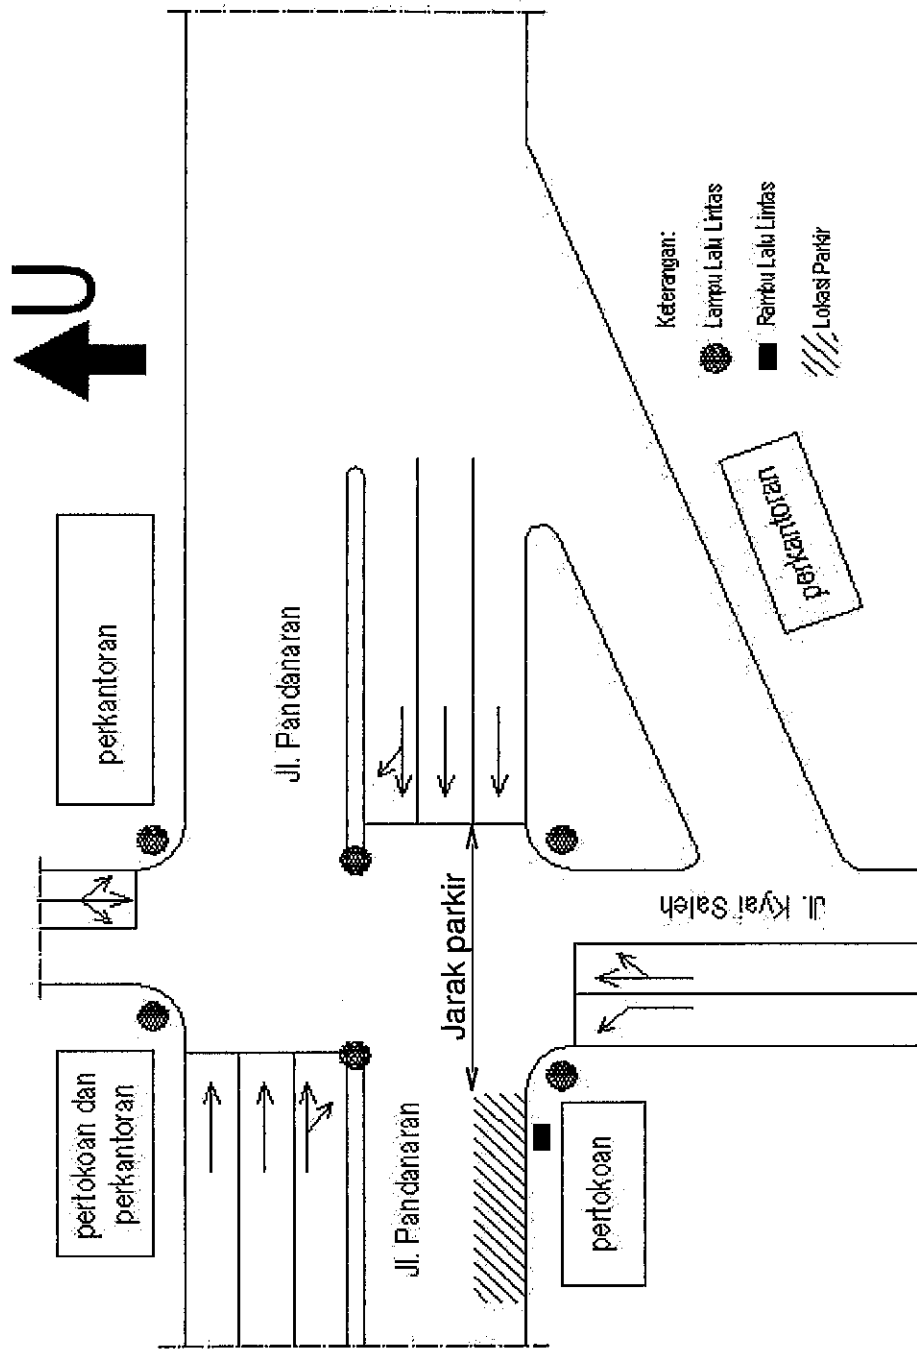 U
perkantoran
pertokoan dan
perkantoran
Jl. Pandanaran
Jl. Pandanaran
Jarak parkir
pertokoan
Jl. Kyai Saleh
perkantoran
Keterangan:
Lampu Lalu Lintas
Rambu Lalu Lintas
Lokasi Parkir